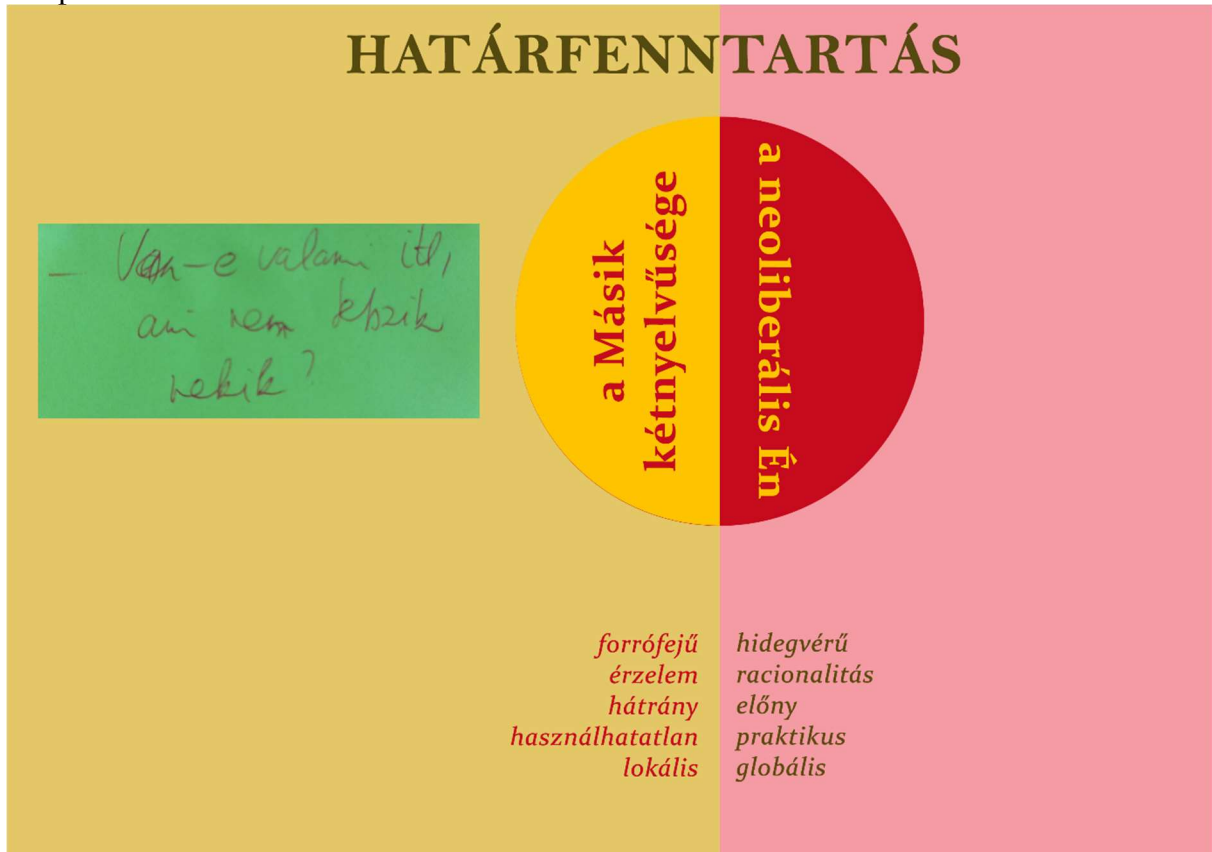 HATÁRFENNTARTÁS
a Másik
kétnyelvűsége
a neoliberális Én
– Van-e valami itt,
ami nem tetszik
nekik?
forrófejű
érzelem
hátrány
használhatatlan
lokális
hidegvérű
racionalitás
előny
praktikus
globális